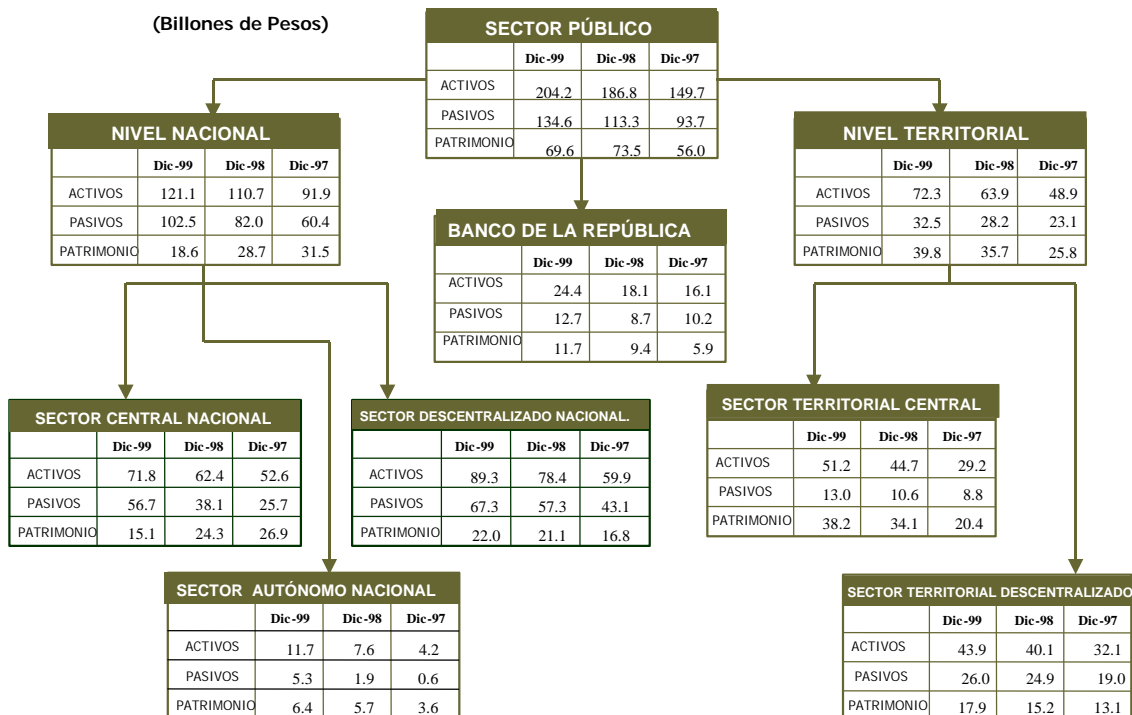 (Billones de Pesos)
SECTOR PÚBLICO
Dic-99 Dic-98 Dic-97
ACTIVOS 204.2 186.8 149.7
PASIVOS 134.6 113.3 93.7
PATRIMONIO 69.6 73.5 56.0
NIVEL NACIONAL
Dic-99 Dic-98 Dic-97
ACTIVOS 121.1 110.7 91.9
PASIVOS 102.5 82.0 60.4
PATRIMONIO 18.6 28.7 31.5
BANCO DE LA REPÚBLICA
Dic-99 Dic-98 Dic-97
ACTIVOS 24.4 18.1 16.1
PASIVOS 12.7 8.7 10.2
PATRIMONIO 11.7 9.4 5.9
NIVEL TERRITORIAL
Dic-99 Dic-98 Dic-97
ACTIVOS 72.3 63.9 48.9
PASIVOS 32.5 28.2 23.1
PATRIMONIO 39.8 35.7 25.8
SECTOR CENTRAL NACIONAL
Dic-99 Dic-98 Dic-97
ACTIVOS 71.8 62.4 52.6
PASIVOS 56.7 38.1 25.7
PATRIMONIO 15.1 24.3 26.9
SECTOR DESCENTRALIZADO NACIONAL.
Dic-99 Dic-98 Dic-97
ACTIVOS 89.3 78.4 59.9
PASIVOS 67.3 57.3 43.1
PATRIMONIO 22.0 21.1 16.8
SECTOR TERRITORIAL CENTRAL
Dic-99 Dic-98 Dic-97
ACTIVOS 51.2 44.7 29.2
PASIVOS 13.0 10.6 8.8
PATRIMONIO 38.2 34.1 20.4
SECTOR AUTÓNOMO NACIONAL
Dic-99 Dic-98 Dic-97
ACTIVOS 11.7 7.6 4.2
PASIVOS 5.3 1.9 0.6
PATRIMONIO 6.4 5.7 3.6
SECTOR TERRITORIAL DESCENTRALIZADO
Dic-99 Dic-98 Dic-97
ACTIVOS 43.9 40.1 32.1
PASIVOS 26.0 24.9 19.0
PATRIMONIO 17.9 15.2 13.1